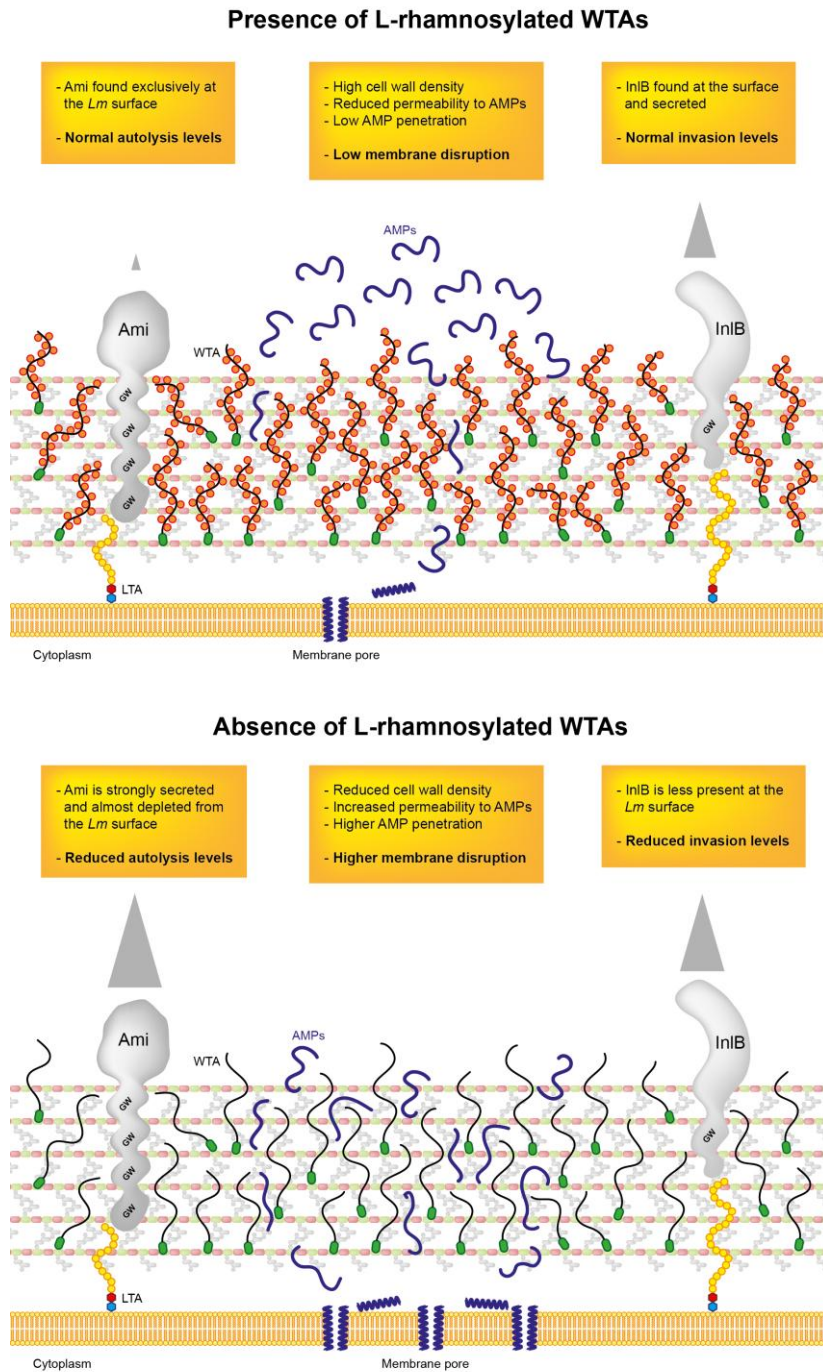 Presence of L-rhamnosylated WTAs
- Ami found exclusively at
the Lm surface
- Normal autolysis levels
- High cell wall density
- Reduced permeability to AMPs
- Low AMP penetration
- Low membrane disruption
- InlB found at the surface
and secreted
- Normal invasion levels
AMPs
Ami
InlB
WTA
GW
GW
GW
GW
GW
LTA
Cytoplasm
Membrane pore
Absence of L-rhamnosylated WTAs
- Ami is strongly secreted
and almost depleted from
the Lm surface
- Reduced autolysis levels
- Reduced cell wall density
- Increased permeability to AMPs
- Higher AMP penetration
- Higher membrane disruption
- InlB is less present at the
Lm surface
- Reduced invasion levels
AMPs
Ami
InlB
WTA
GW
GW
GW
GW
GW
LTA
Cytoplasm
Membrane pore